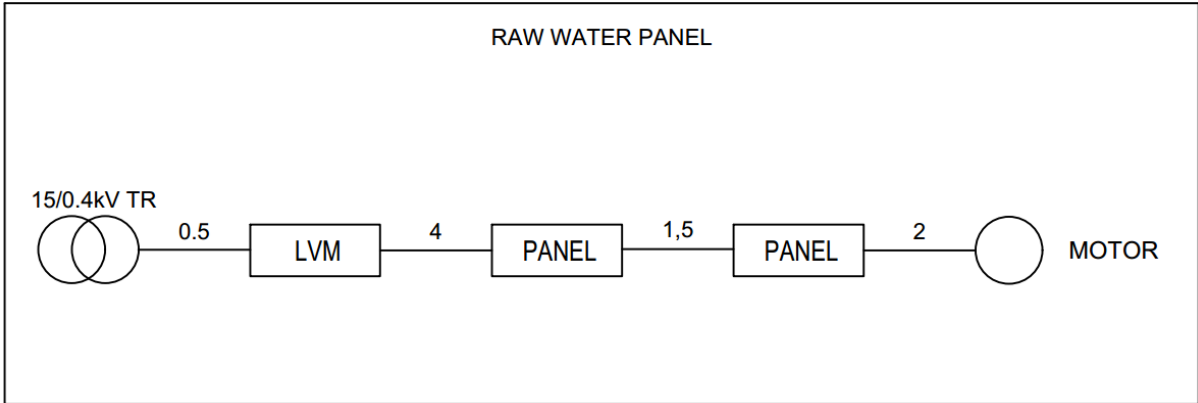 RAW WATER PANEL
15/0.4kV TR
0.5
LVM
4
PANEL
1,5
PANEL
2
MOTOR